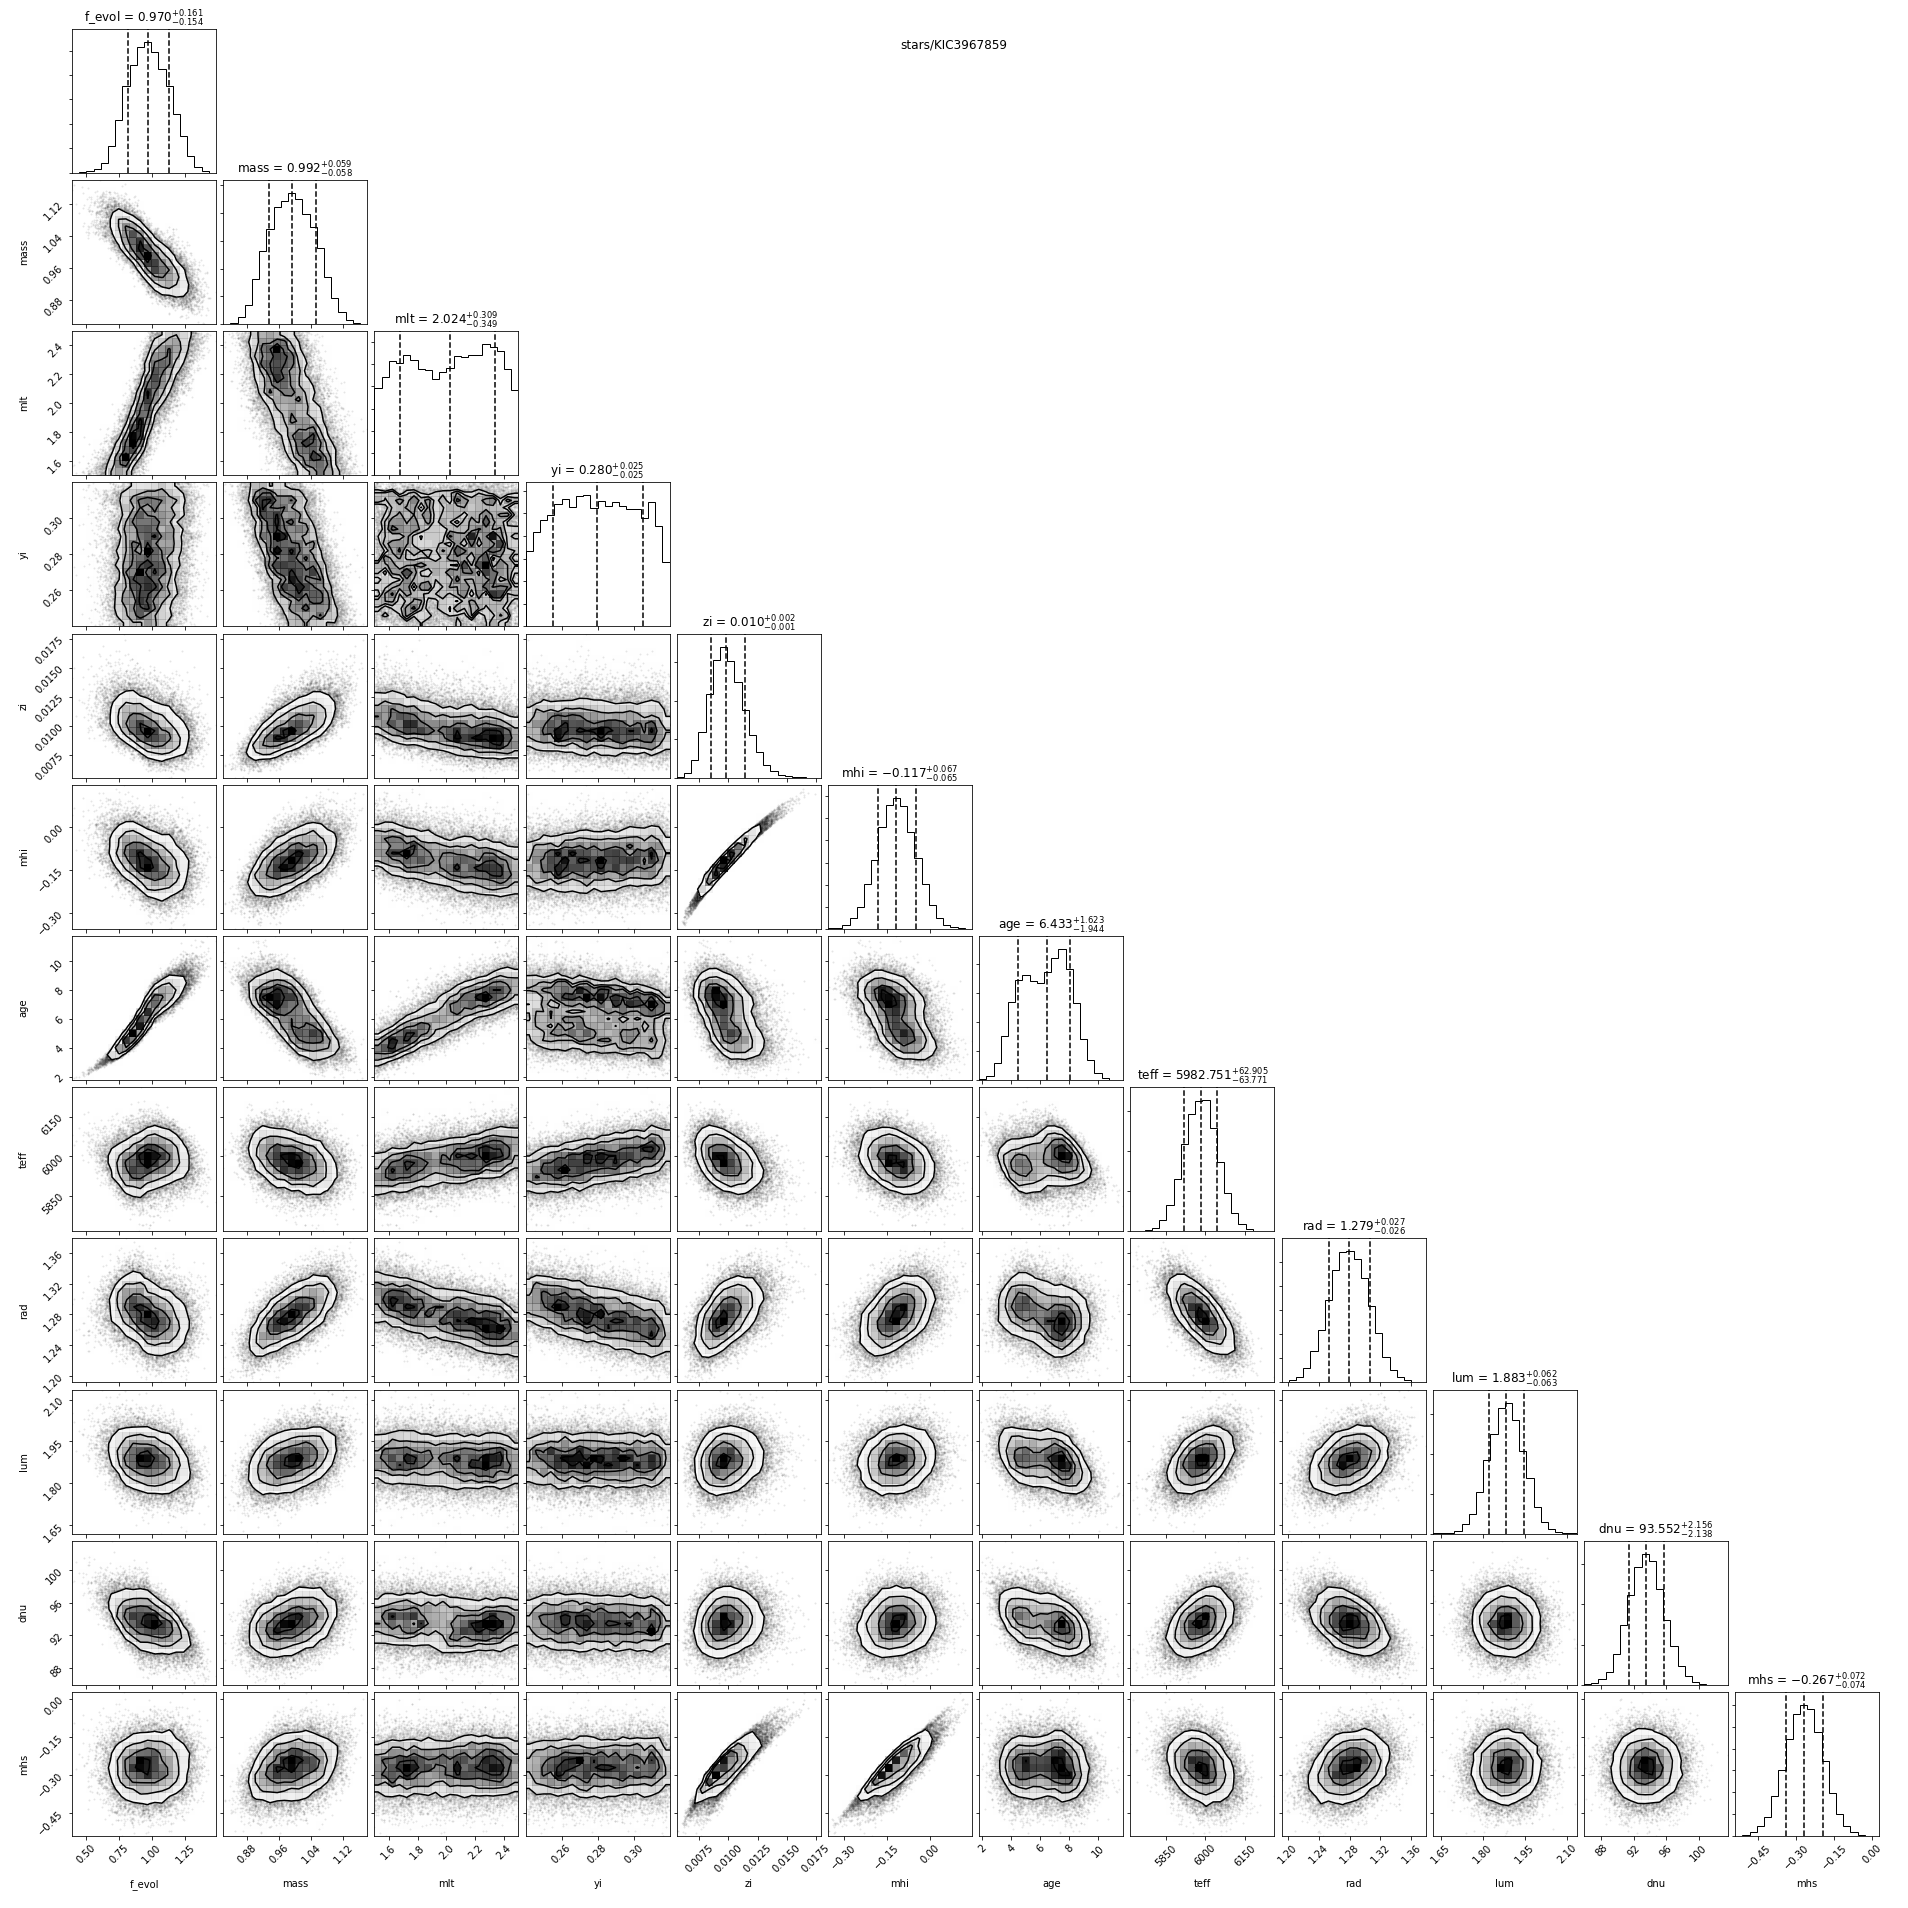 f_evol = 0.970+0.161−0.154
stars/KIC3967859
mass = 0.992+0.059−0.058
mass
1.12
1.04
0.96
0.88
mlt = 2.024+0.309−0.349
mlt
2.4
2.2
2.0
1.8
1.6
yi = 0.280+0.025−0.025
yi
0.30
0.28
0.26
zi = 0.010+0.002−0.001
zi
0.0175
0.0150
0.0125
0.0100
0.0075
mhi = −0.117+0.067−0.065
mhi
0.00
−0.15
−0.30
age = 6.433+1.623−1.944
age
10
8
6
4
2
teff = 5982.751+62.905−63.771
teff
6150
6000
5850
rad = 1.279+0.027−0.026
rad
1.36
1.32
1.28
1.24
1.20
lum = 1.883+0.062−0.063
lum
2.10
1.95
1.80
1.65
dnu = 93.552+2.156−2.138
dnu
100
96
92
88
mhs = −0.267+0.072−0.074
mhs
0.00
−0.15
−0.30
−0.45
0.50 0.75 1.00 1.25 0.88 0.96 1.04 1.12 1.6 1.8 2.0 2.2 2.4 0.26 0.28 0.30 0.0075 0.0100 0.0125 0.0150 0.0175 −0.30 −0.15 0.00 2 4 6 8 10 5850 6000 6150 1.20 1.24 1.28 1.32 1.36 1.65 1.80 1.95 2.10 88 92 96 100 −0.45 −0.30 −0.15 0.00
f_evol mass mlt yi zi mhi age teff rad lum dnu mhs